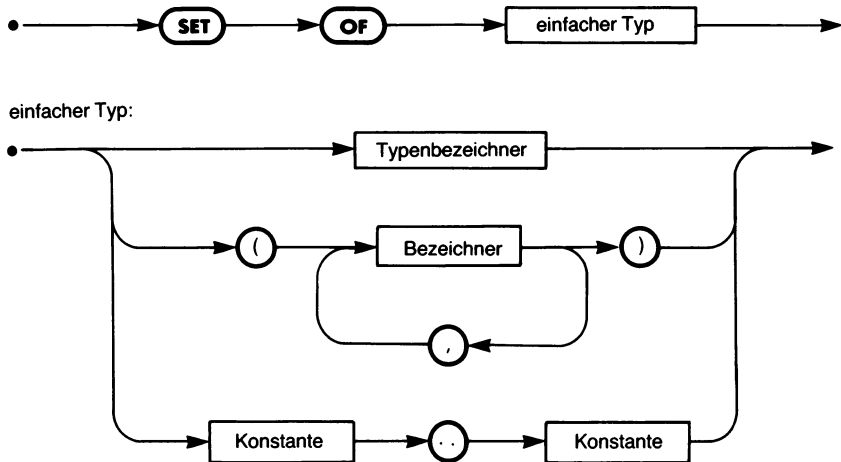 SET OF einfacher Typ
einfacher Typ:
Typenbezeichner
( Bezeichner )
,
Konstante .. Konstante